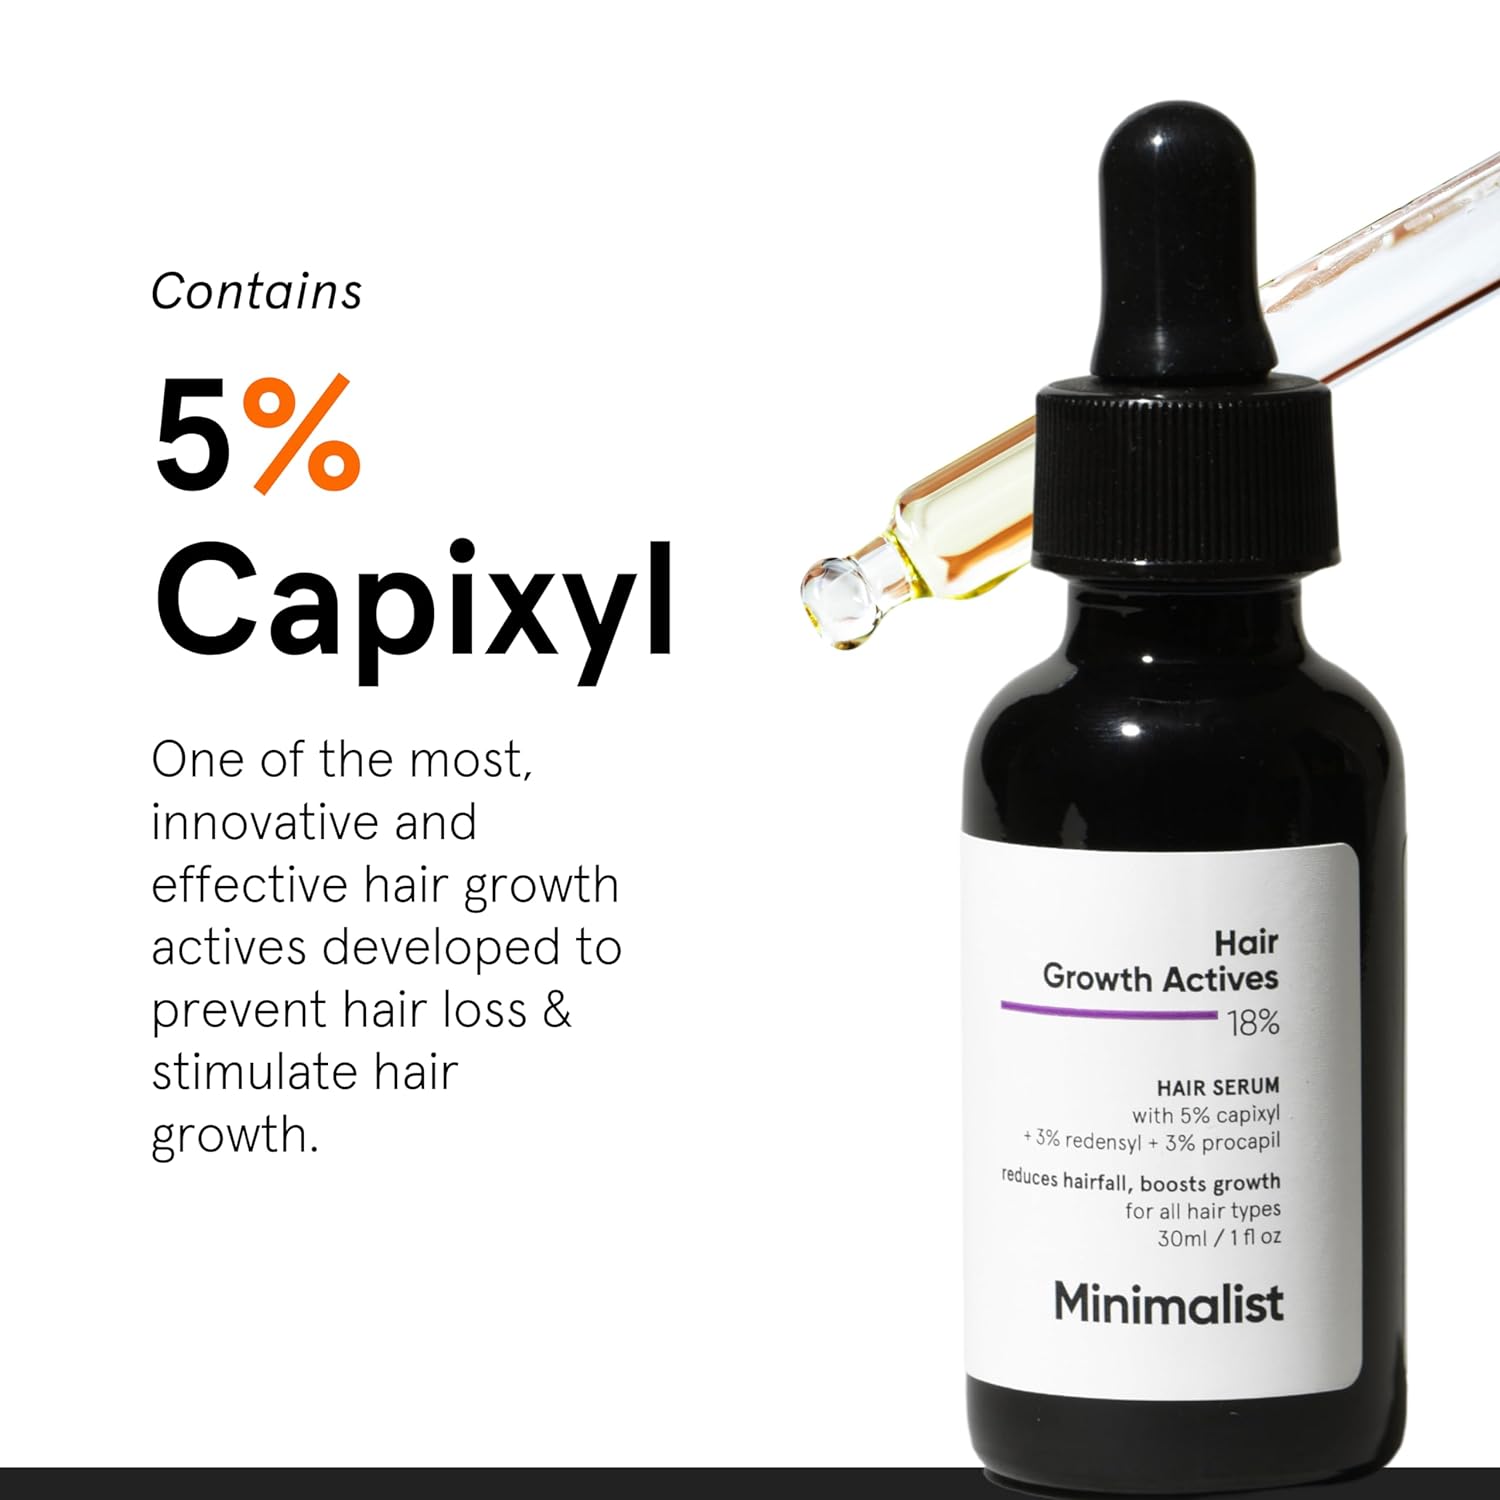 Contains
5%
Capixyl
One of the most,
innovative and
effective hair growth
actives developed to
prevent hair loss &
stimulate hair
growth.
Hair
Growth Actives
18%
HAIR SERUM
with 5% capixyl
+ 3% redensyl + 3% procapil
reduces hairfall, boosts growth
for all hair types
30ml / 1 fl oz
Minimalist